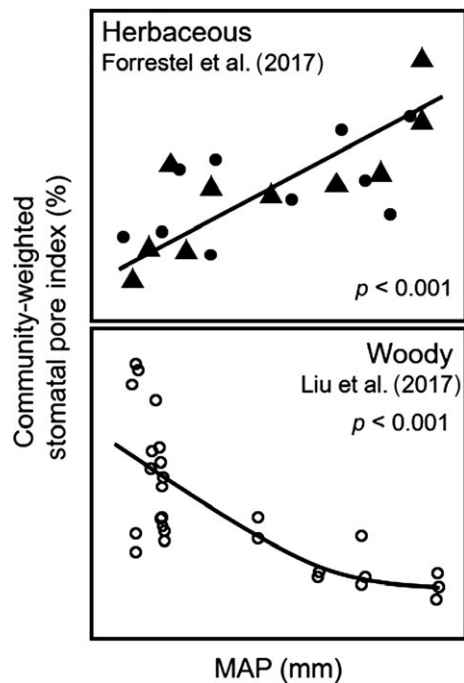 Herbaceous
Forrestel et al. (2017)
p < 0.001
Woody
Liu et al. (2017)
p < 0.001
Community-weighted
stomatal pore index (%)
MAP (mm)